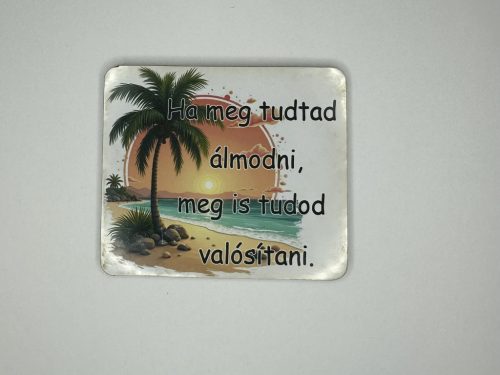 Ha meg tudtad
álmodni,
meg is tudod
valósítani.